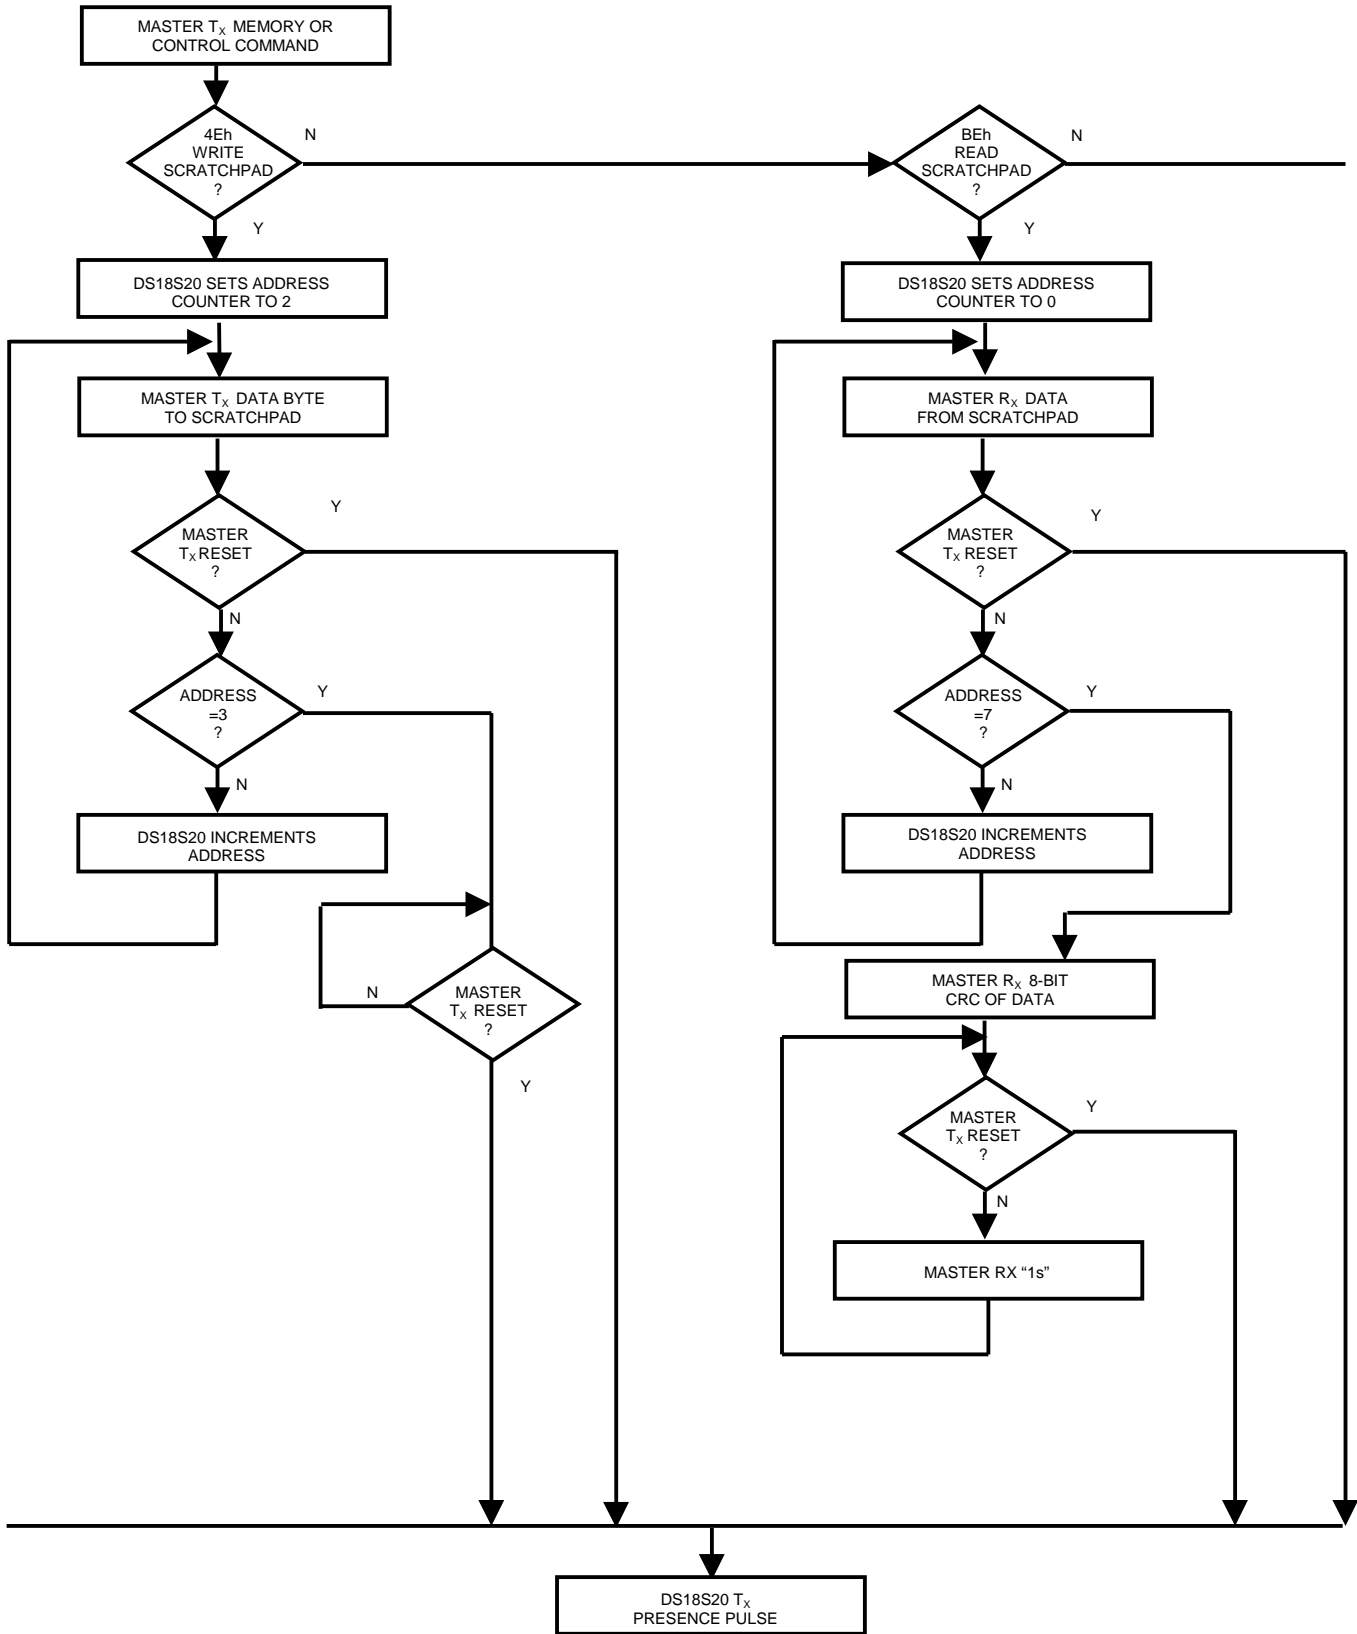 MASTER TX MEMORY OR
CONTROL COMMAND
4Eh
WRITE
SCRATCHPAD
?
N
Y
BEh
READ
SCRATCHPAD
?
N
Y
DS18S20 SETS ADDRESS
COUNTER TO 2
MASTER TX DATA BYTE
TO SCRATCHPAD
MASTER
TX RESET
?
Y
N
ADDRESS
=3
?
Y
N
DS18S20 INCREMENTS
ADDRESS
MASTER
TX RESET
?
N
Y
DS18S20 SETS ADDRESS
COUNTER TO 0
MASTER RX DATA
FROM SCRATCHPAD
MASTER
TX RESET
?
Y
N
ADDRESS
=7
?
Y
N
DS18S20 INCREMENTS
ADDRESS
MASTER RX 8-BIT
CRC OF DATA
MASTER
TX RESET
?
Y
N
MASTER RX “1s”
DS18S20 TX
PRESENCE PULSE